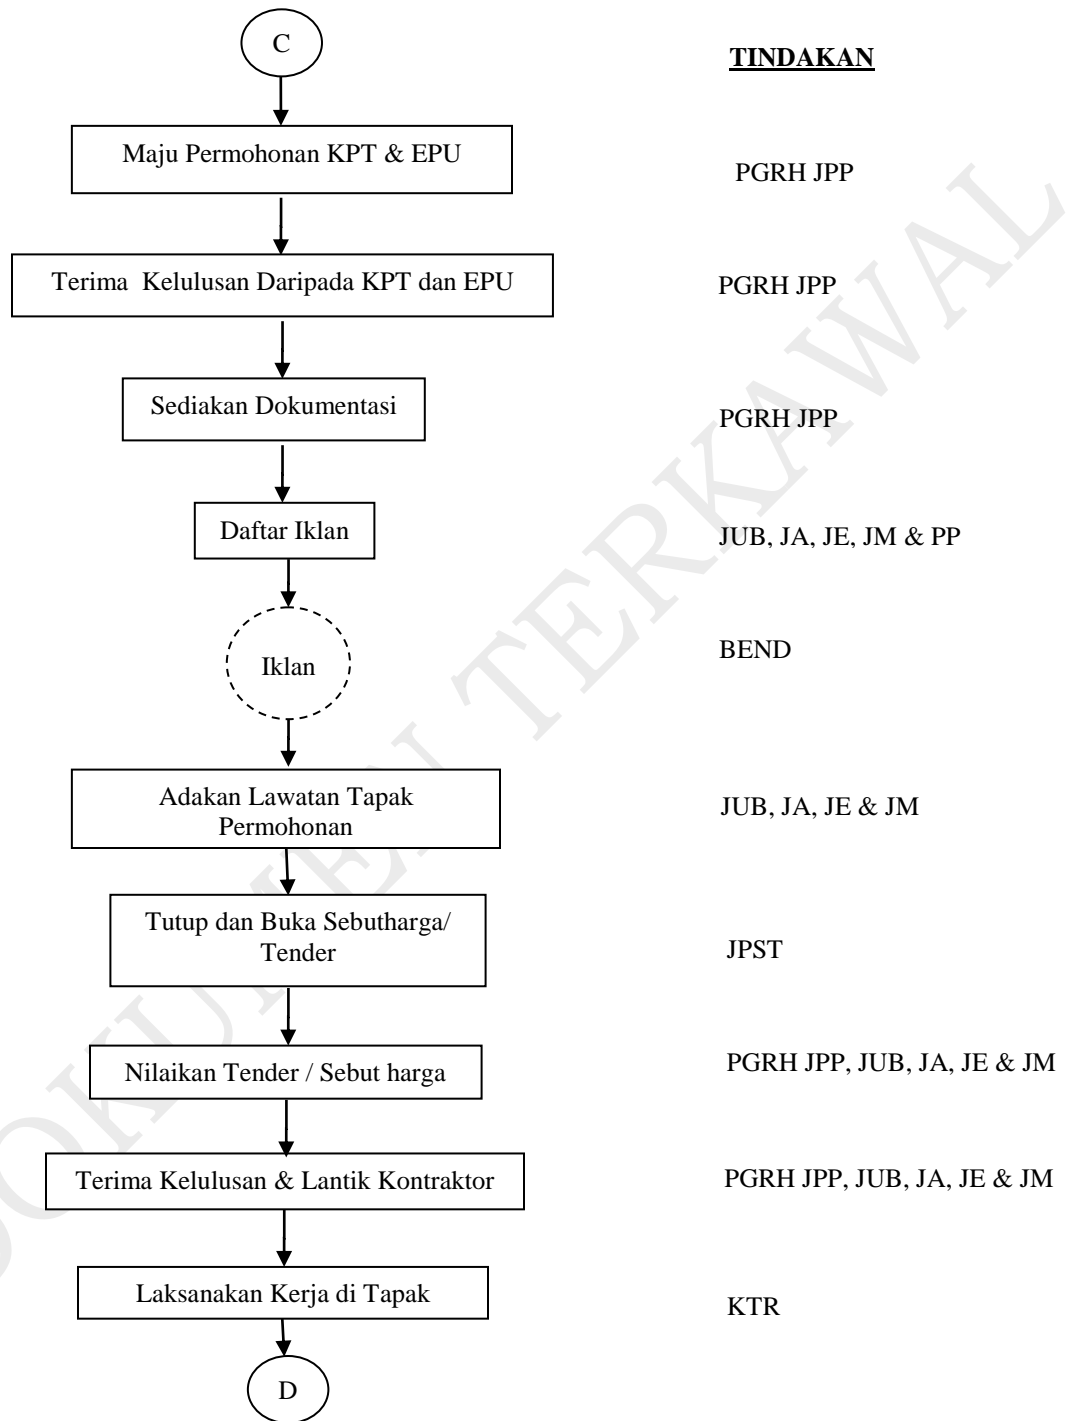 C
TINDAKAN
Maju Permohonan KPT & EPU
PGRH JPP
Terima Kelulusan Daripada KPT dan EPU
PGRH JPP
Sediakan Dokumentasi
PGRH JPP
Daftar Iklan
JUB, JA, JE, JM & PP
Iklan
BEND
Adakan Lawatan Tapak
Permohonan
JUB, JA, JE & JM
Tutup dan Buka Sebutharga/
Tender
JPST
Nilaikan Tender / Sebut harga
PGRH JPP, JUB, JA, JE & JM
Terima Kelulusan & Lantik Kontraktor
PGRH JPP, JUB, JA, JE & JM
Laksanakan Kerja di Tapak
KTR
D
DOKUMEN TERKAWAL